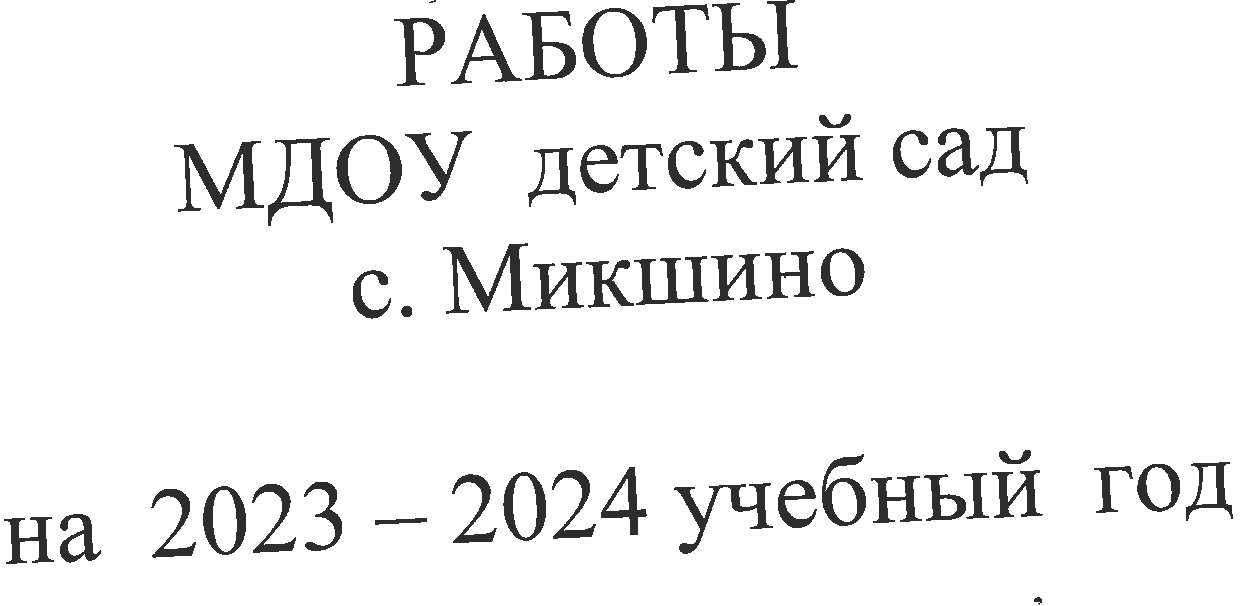 РАБОТЫ
МДОУ детский сад
с. Микшино
на 2023 – 2024 учебный год